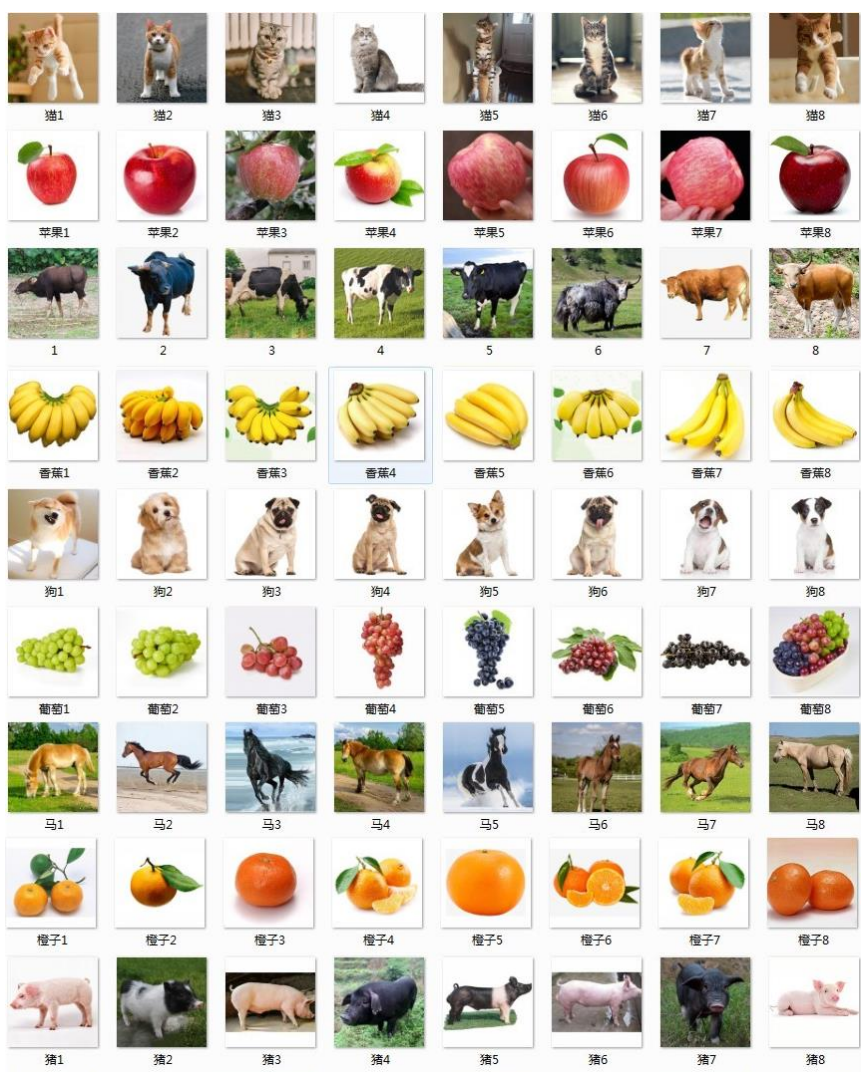 猫1 猫2 猫3 猫4 猫5 猫6 猫7 猫8
苹果1 苹果2 苹果3 苹果4 苹果5 苹果6 苹果7 苹果8
1 2 3 4 5 6 7 8
香蕉1 香蕉2 香蕉3 香蕉4 香蕉5 香蕉6 香蕉7 香蕉8
狗1 狗2 狗3 狗4 狗5 狗6 狗7 狗8
葡萄1 葡萄2 葡萄3 葡萄4 葡萄5 葡萄6 葡萄7 葡萄8
马1 马2 马3 马4 马5 马6 马7 马8
橙子1 橙子2 橙子3 橙子4 橙子5 橙子6 橙子7 橙子8
猪1 猪2 猪3 猪4 猪5 猪6 猪7 猪8